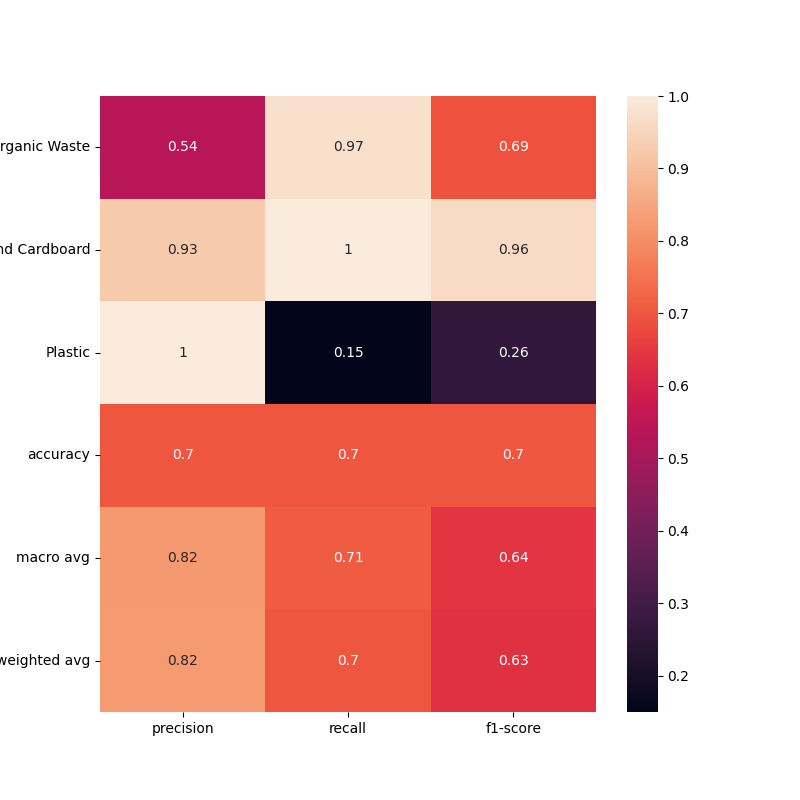 rganic Waste 0.54 0.97 0.69
nd Cardboard 0.93 1 0.96
Plastic 1 0.15 0.26
accuracy 0.7 0.7 0.7
macro avg 0.82 0.71 0.64
weighted avg 0.82 0.7 0.63
precision recall f1-score
1.0
0.9
0.8
0.7
0.6
0.5
0.4
0.3
0.2